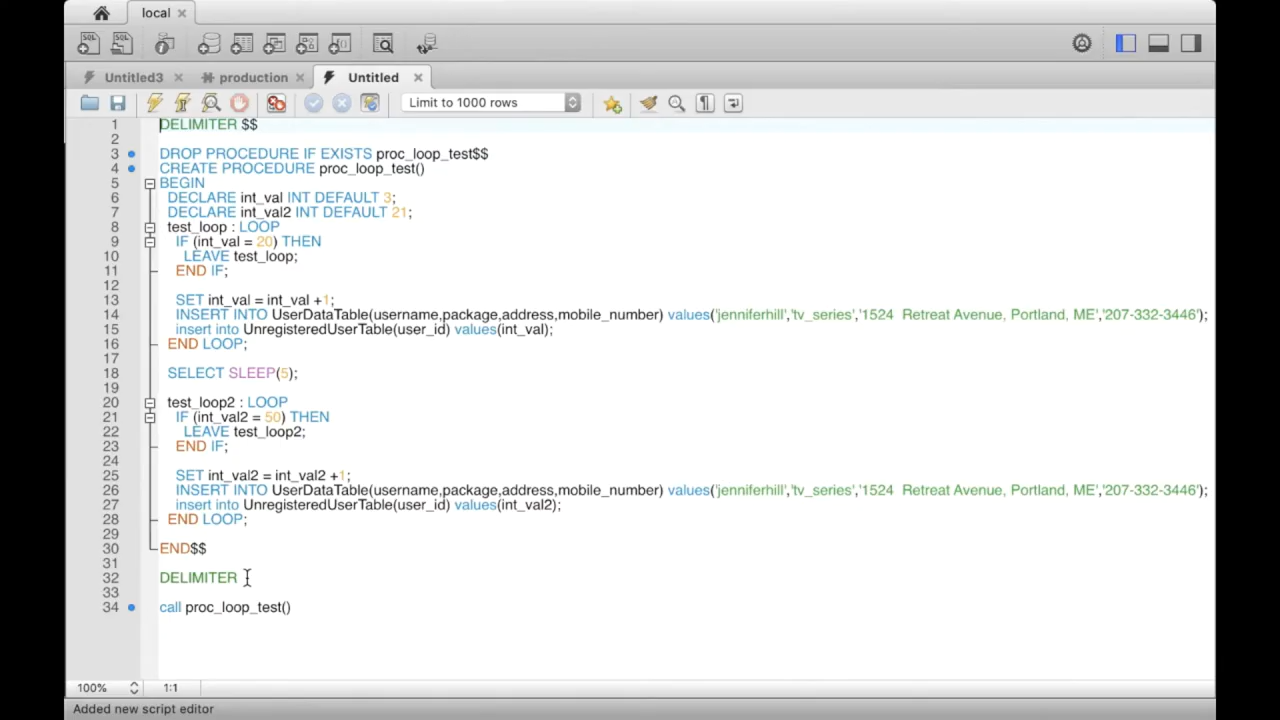 local
Untitled3
production
Untitled
Limit to 1000 rows
1 DELIMITER $$
2
3 DROP PROCEDURE IF EXISTS proc_loop_test$$
4 CREATE PROCEDURE proc_loop_test()
5 BEGIN
6 DECLARE int_val INT DEFAULT 3;
7 DECLARE int_val2 INT DEFAULT 21;
8 test_loop : LOOP
9 IF (int_val = 20) THEN
10 LEAVE test_loop;
11 END IF;
12
13 SET int_val = int_val +1;
14 INSERT INTO UserDataTable(username,package,address,mobile_number) values('jenniferhill','tv_series','1524  Retreat Avenue, Portland, ME','207-332-3446');
15 insert into UnregisteredUserTable(user_id) values(int_val);
16 END LOOP;
17
18 SELECT SLEEP(5);
19
20 test_loop2 : LOOP
21 IF (int_val2 = 50) THEN
22 LEAVE test_loop2;
23 END IF;
24
25 SET int_val2 = int_val2 +1;
26 INSERT INTO UserDataTable(username,package,address,mobile_number) values('jenniferhill','tv_series','1524  Retreat Avenue, Portland, ME','207-332-3446');
27 insert into UnregisteredUserTable(user_id) values(int_val2);
28 END LOOP;
29
30 END$$
31
32 DELIMITER
33
34 call proc_loop_test()
100% 1:1
Added new script editor